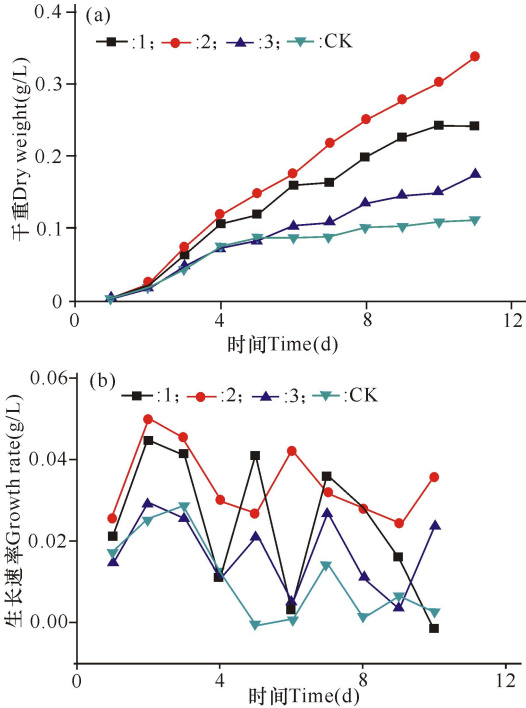 (a)
0.4
:1; :2; :3; :CK
0.3
0.2
0.1
0
干重Dry weight(g/L)
0 4 8 12
时间Time(d)
(b)
0.06
:1; :2; :3; :CK
0.04
0.02
0.00
生长速率Growth rate(g/L)
0 4 8 12
时间Time(d)